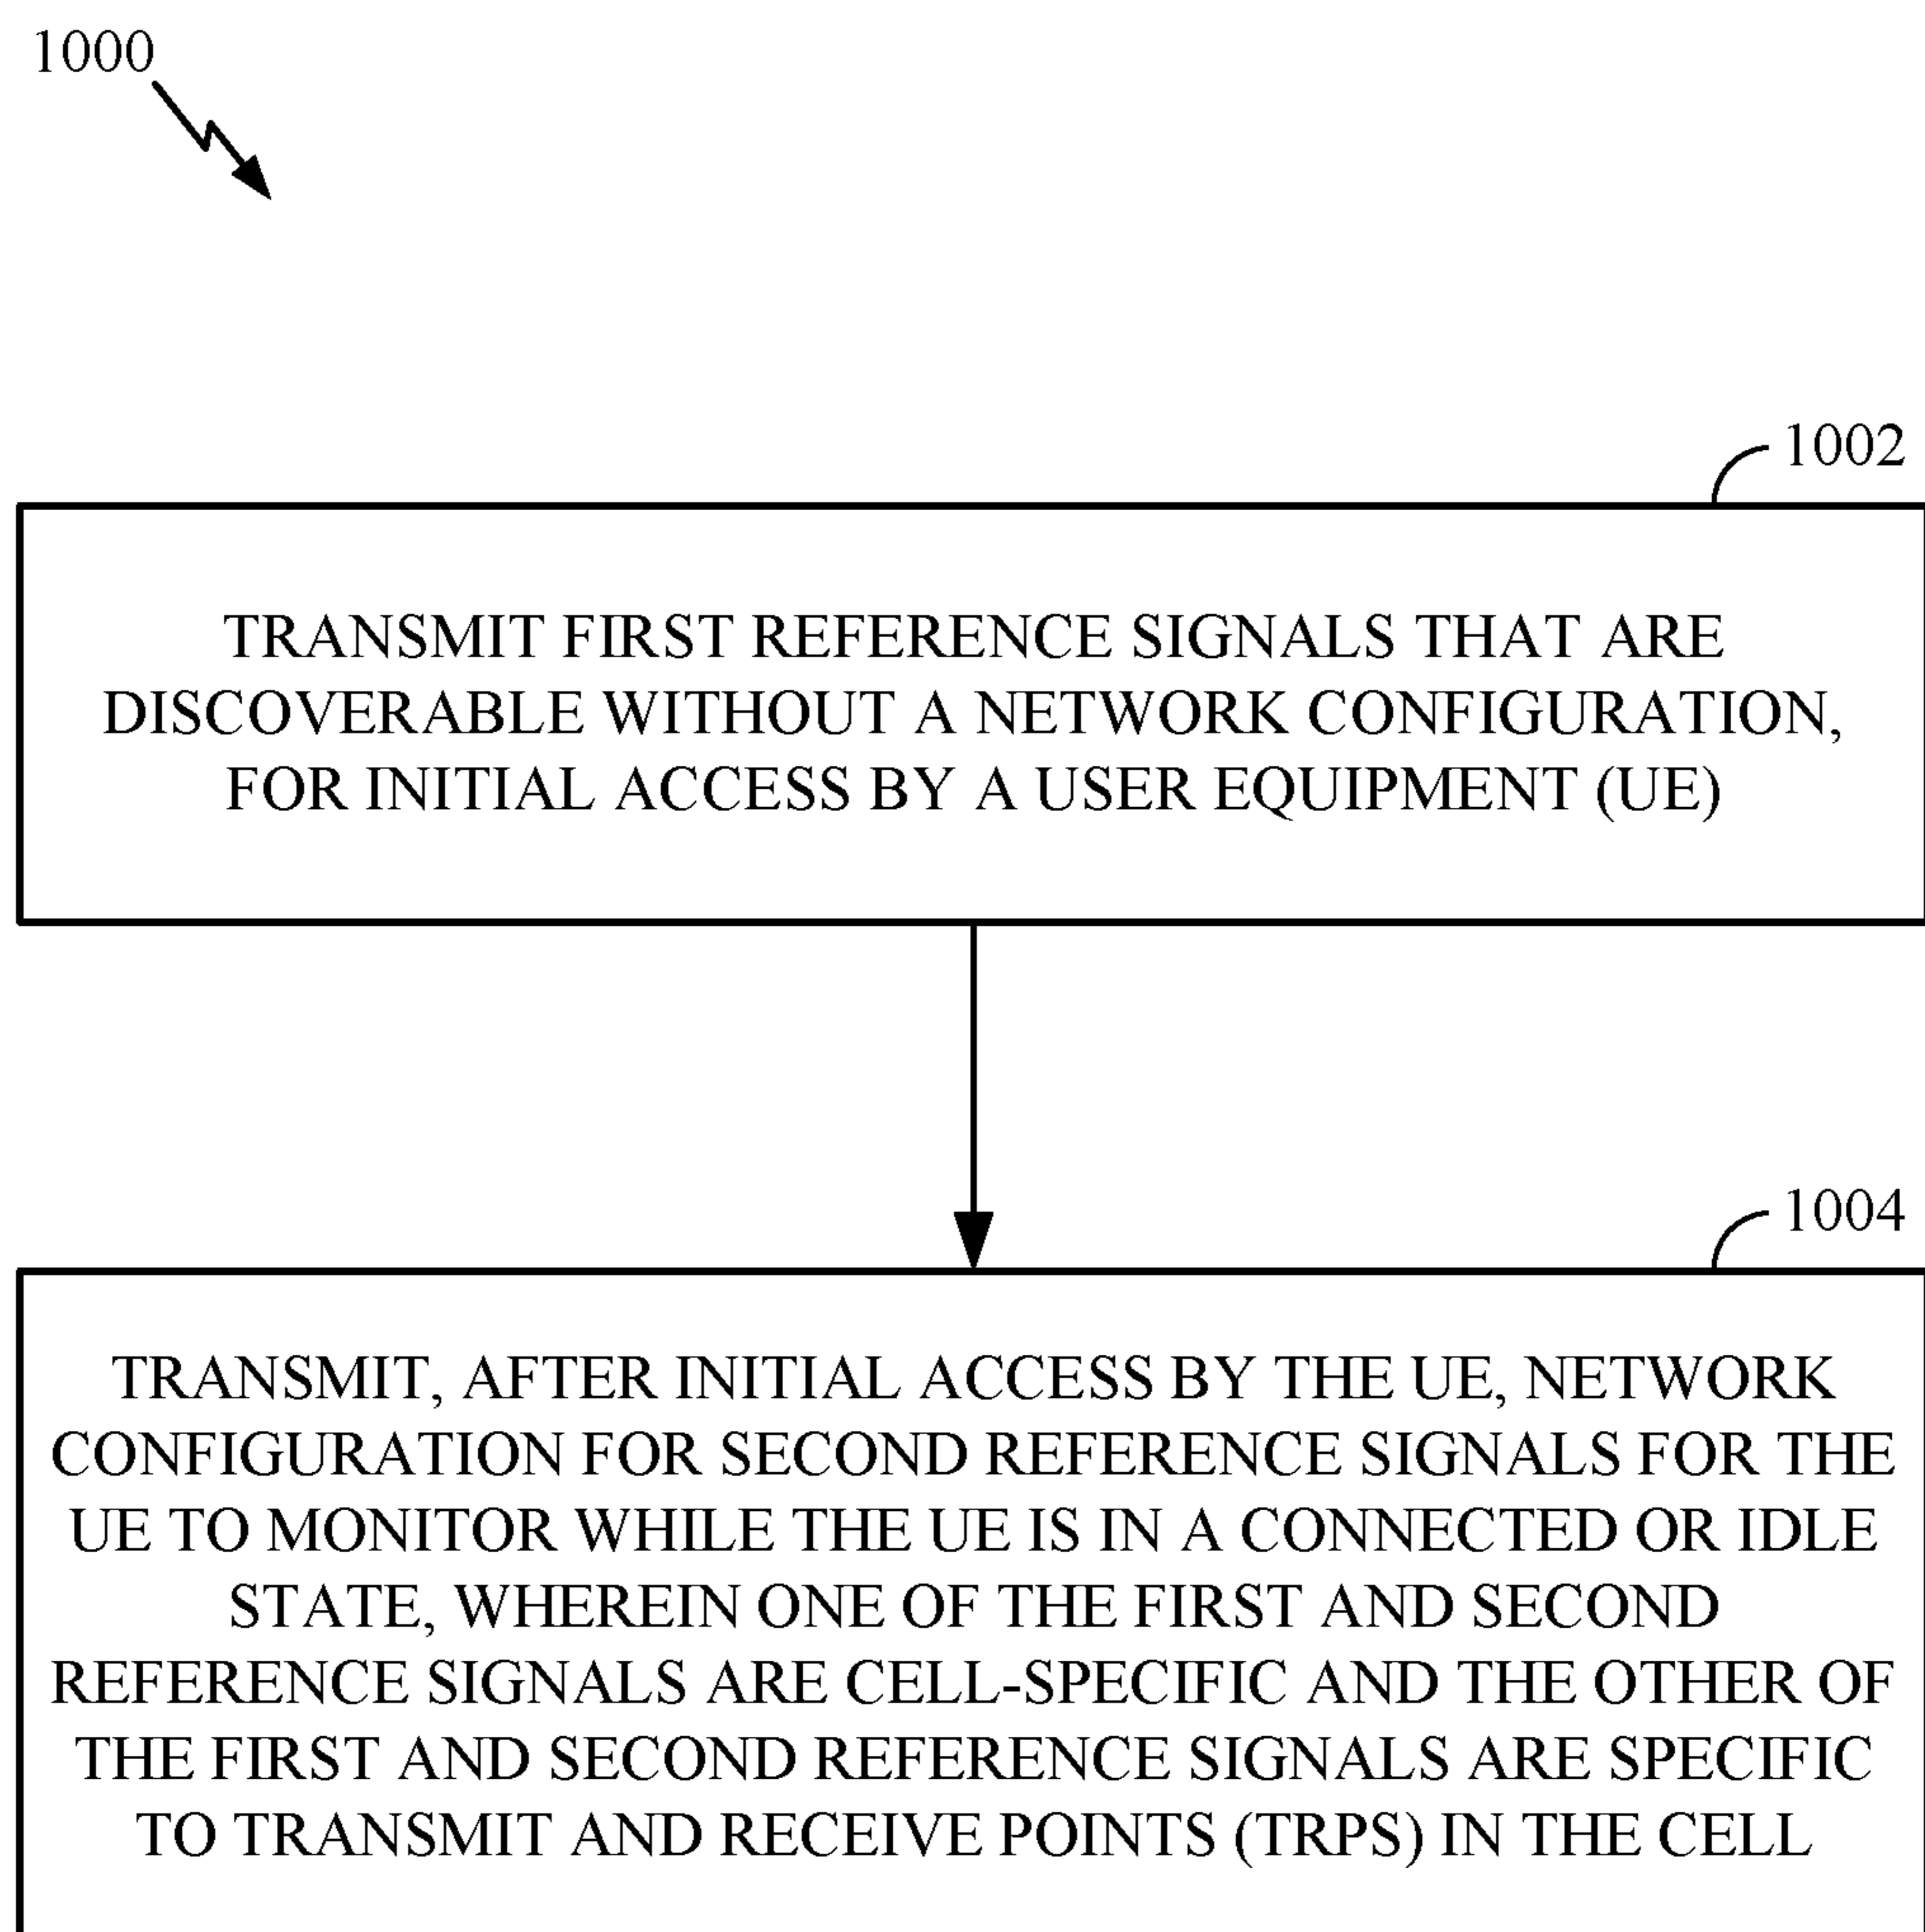 1000
1002
TRANSMIT FIRST REFERENCE SIGNALS THAT ARE
DISCOVERABLE WITHOUT A NETWORK CONFIGURATION,
FOR INITIAL ACCESS BY A USER EQUIPMENT (UE)
1004
TRANSMIT, AFTER INITIAL ACCESS BY THE UE, NETWORK
CONFIGURATION FOR SECOND REFERENCE SIGNALS FOR THE
UE TO MONITOR WHILE THE UE IS IN A CONNECTED OR IDLE
STATE, WHEREIN ONE OF THE FIRST AND SECOND
REFERENCE SIGNALS ARE CELL-SPECIFIC AND THE OTHER OF
THE FIRST AND SECOND REFERENCE SIGNALS ARE SPECIFIC
TO TRANSMIT AND RECEIVE POINTS (TRPS) IN THE CELL